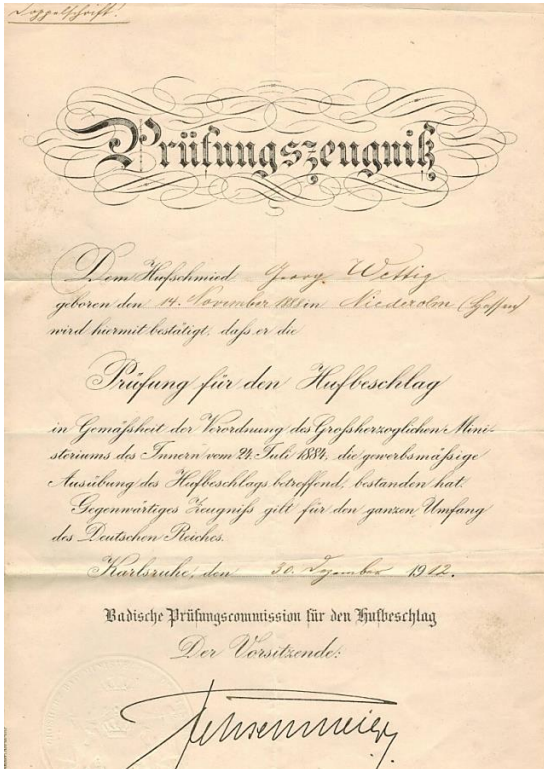 Doppelschrift!
Prüfungszeugniß
Dem Hufschmied Georg Wettig
geboren den 14. November 1888 in Niederolm (Hessen)
wird hiermit bestätigt, daſs er die
Prüfung für den Hufbeschlag
in Gemäſsheit der Verordnung des Groſsherzoglichen Mini-
steriums des Innern vom 24. Juli 1884, die gewerbsmäſsige
Ausübung des Hufbeschlags betreffend, bestanden hat.
Gegenwärtiges Zeugniſs gilt für den ganzen Umfang
des Deutschen Reiches.
Karlsruhe, den 30. Dezember 1912.
Badische Prüfungscommission für den Hufbeschlag
Der Vorsitzende: